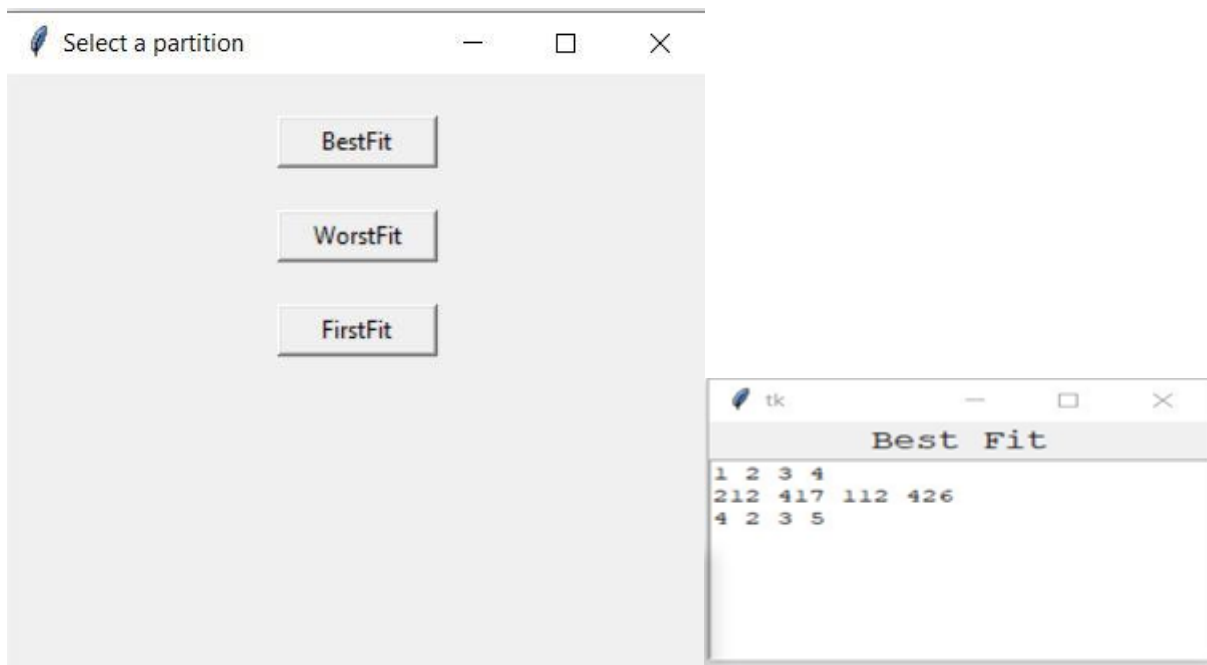 Select a partition
BestFit
WorstFit
FirstFit
tk
Best Fit
1 2 3 4
212 417 112 426
4 2 3 5